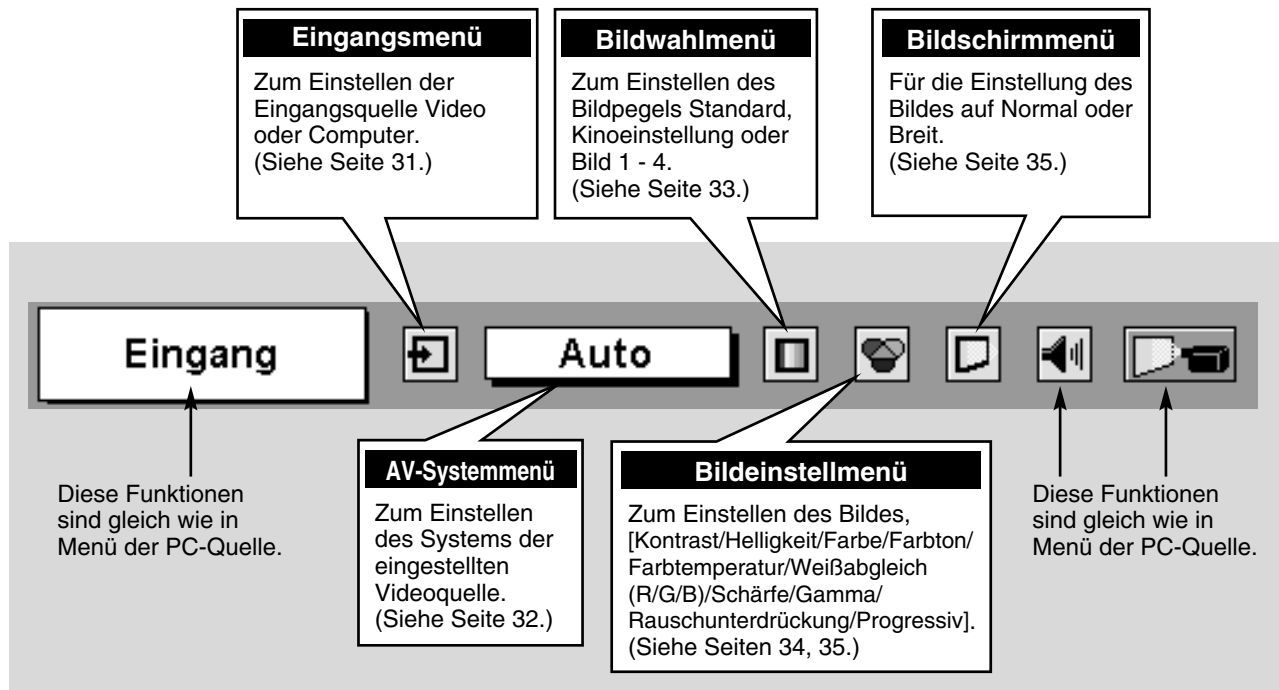 Eingangsmenü
Zum Einstellen der
Eingangsquelle Video
oder Computer.
(Siehe Seite 31.)
Bildwahlmenü
Zum Einstellen des
Bildpegels Standard,
Kinoeinstellung oder
Bild 1 - 4.
(Siehe Seite 33.)
Bildschirmmenü
Für die Einstellung des
Bildes auf Normal oder
Breit.
(Siehe Seite 35.)
Eingang
Auto
Diese Funktionen
sind gleich wie in
Menü der PC-Quelle.
AV-Systemmenü
Zum Einstellen
des Systems der
eingestellten
Videoquelle.
(Siehe Seite 32.)
Bildeinstellmenü
Zum Einstellen des Bildes,
[Kontrast/Helligkeit/Farbe/Farbton/
Farbtemperatur/Weißabgleich
(R/G/B)/Schärfe/Gamma/
Rauschunterdrückung/Progressiv].
(Siehe Seiten 34, 35.)
Diese Funktionen
sind gleich wie in
Menü der PC-Quelle.